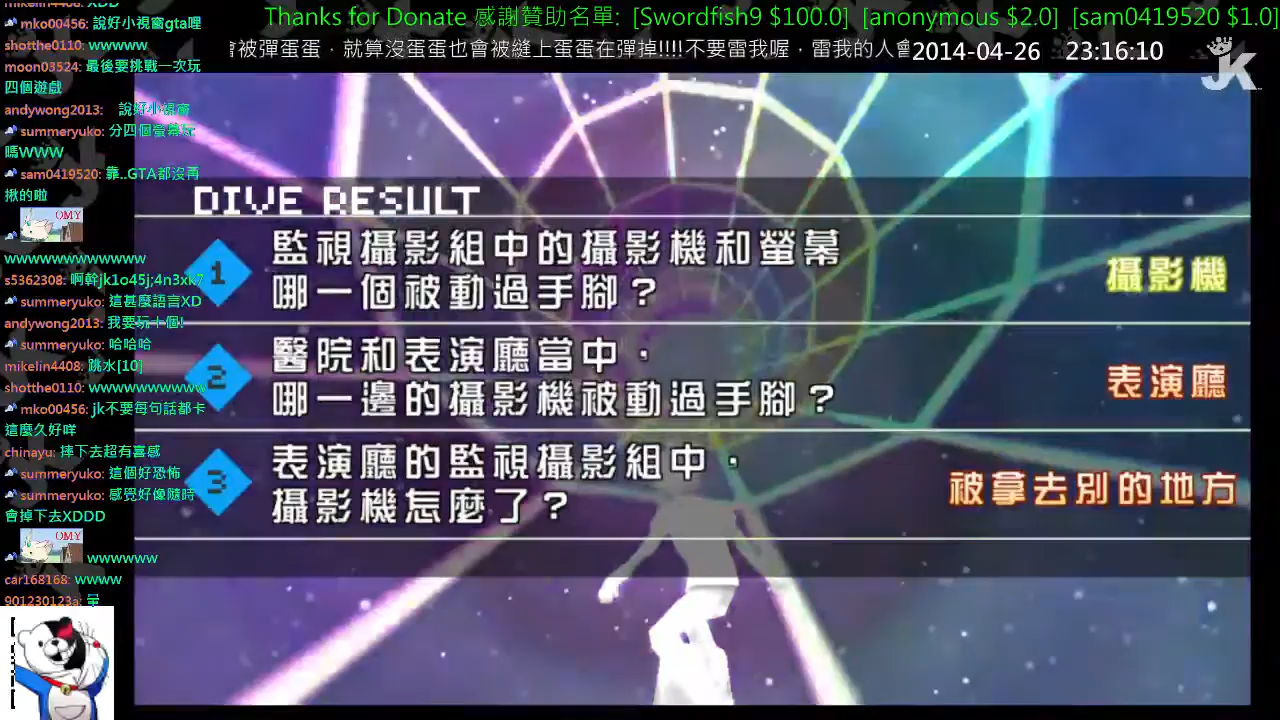 Thanks for Donate 感謝贊助名單: [Swordfish9 $100.0] [anonymous $2.0] [sam0419520 $1.0]
被彈蛋蛋．就算沒蛋蛋也會被縫上蛋蛋在彈掉!!!!不要雷我喔．雷我的人會
2014-04-26 23:16:10
JK
mikelin4408: XDD
mko00456: 說好小視窗gta哩
shotthe0110: wwwww
moon03524: 最後要挑戰一次玩
四個遊戲
andywong2013: 說好小視窗
summeryuko: 分四個螢幕玩
嗎WWW
sam0419520: 靠..GTA都沒再
揪的啦
OMY
wwwwwwwwwwwww
s5362308: 啊幹jk1o45j;4n3xk7
summeryuko: 這甚麼語言XD
andywong2013: 我要玩十個!
summeryuko: 哈哈哈
mikelin4408: 跳水[10]
shotthe0110: wwwwwwwwwww
mko00456: jk不要每句話都卡
這麼久好咩
chinayu: 摔下去超有喜感
summeryuko: 這個好恐怖
summeryuko: 感覺好像隨時
會掉下去XDDD
OMY
wwwwww
car168168: wwww
901230123a:
DIVE RESULT
1
監視攝影組中的攝影機和螢幕
哪一個被動過手腳？
攝影機
2
醫院和表演廳當中．
哪一邊的攝影機被動過手腳？
表演廳
3
表演廳的監視攝影組中．
攝影機怎麼了？
被拿去別的地方